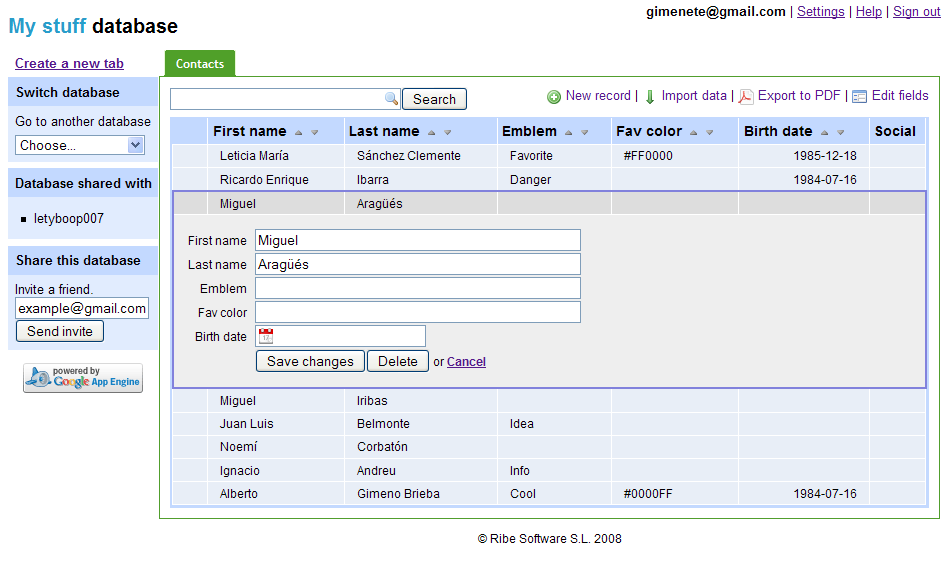 gimenete@gmail.com | Settings | Help | Sign out
My stuff database
Create a new tab
Contacts
Switch database
Go to another database
Choose...
Database shared with
letyboop007
Share this database
Invite a friend.
example@gmail.com
Send invite
powered by
Google App Engine
Search
New record | Import data | Export to PDF | Edit fields
First name Last name Emblem Fav color Birth date Social
Leticia María Sánchez Clemente Favorite #FF0000 1985-12-18
Ricardo Enrique Ibarra Danger 1984-07-16
Miguel Aragüés
First name Miguel
Last name Aragüés
Emblem
Fav color
Birth date
Save changes Delete or Cancel
Miguel Iribas
Juan Luis Belmonte Idea
Noemí Corbatón
Ignacio Andreu Info
Alberto Gimeno Brieba Cool #0000FF 1984-07-16
© Ribe Software S.L. 2008